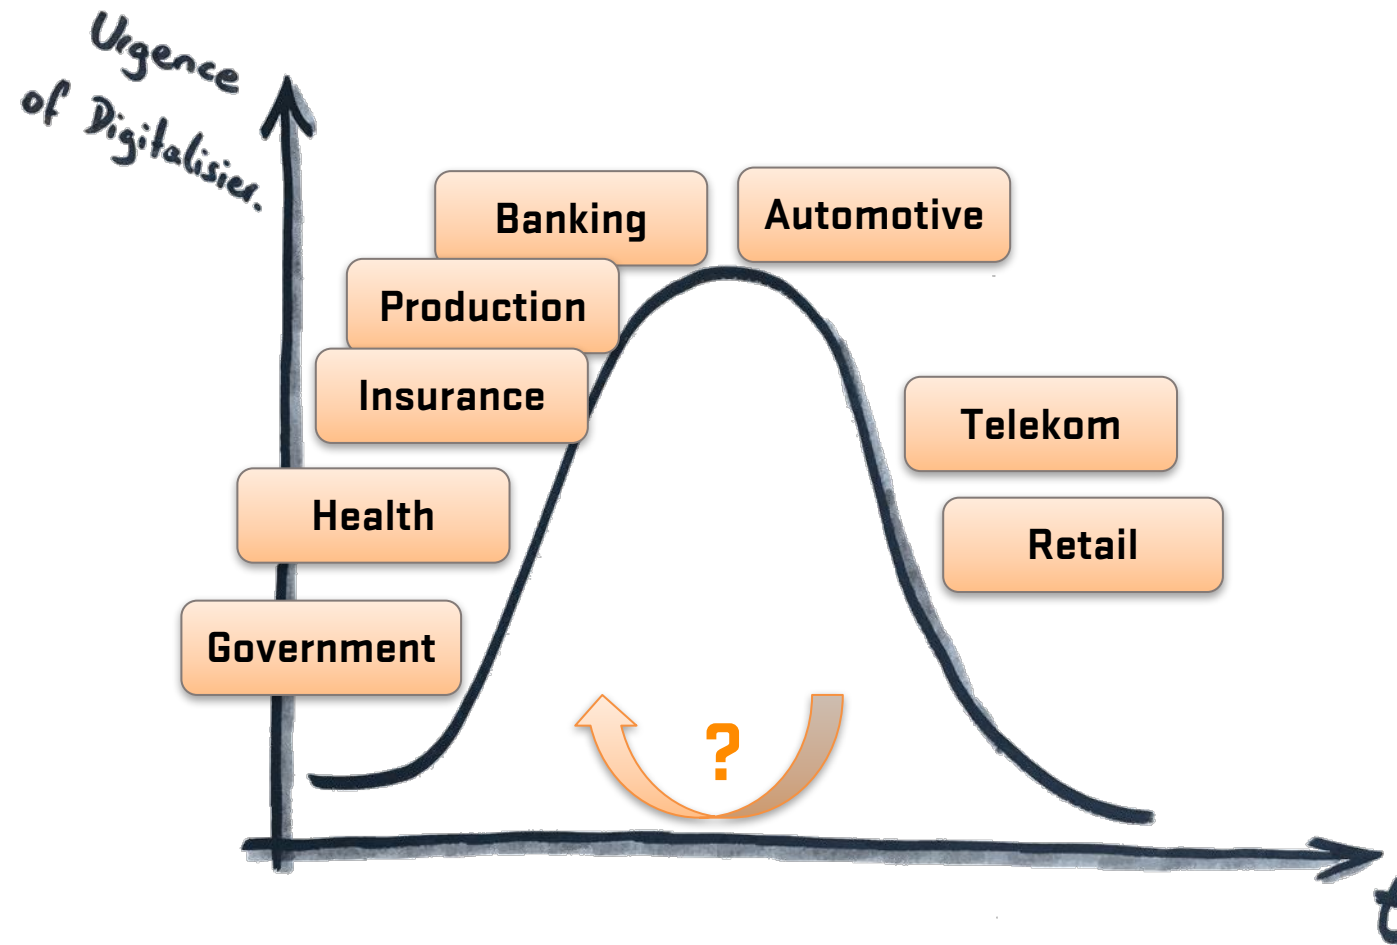 Urgence
of Digitalisier.
Banking
Automotive
Production
Insurance
Telekom
Health
Retail
Government
?
t